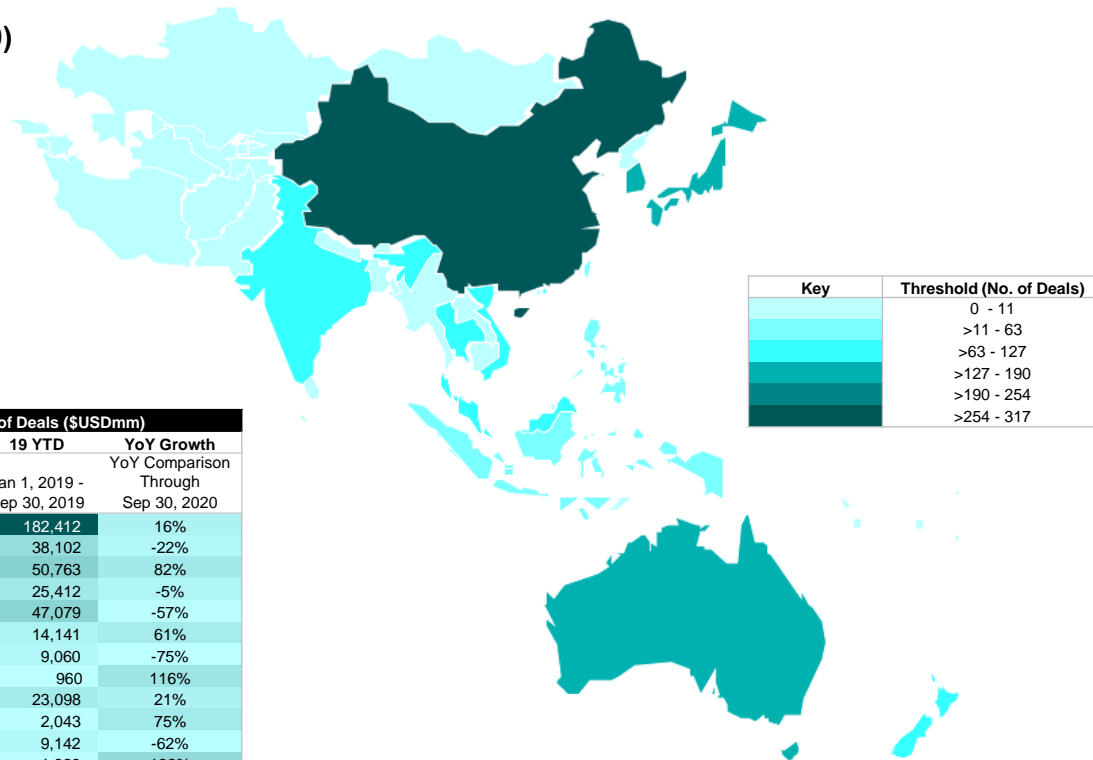 Key Threshold (No. of Deals)
0 - 11
>11 - 63
>63 - 127
>127 - 190
>190 - 254
>254 - 317
of Deals ($USDmm)
19 YTD YoY Growth
YoY Comparison
Through
Sep 30, 2020
an 1, 2019 -
ep 30, 2019
182,412 16%
38,102 -22%
50,763 82%
25,412 -5%
47,079 -57%
14,141 61%
9,060 -75%
960 116%
23,098 21%
2,043 75%
9,142 -62%